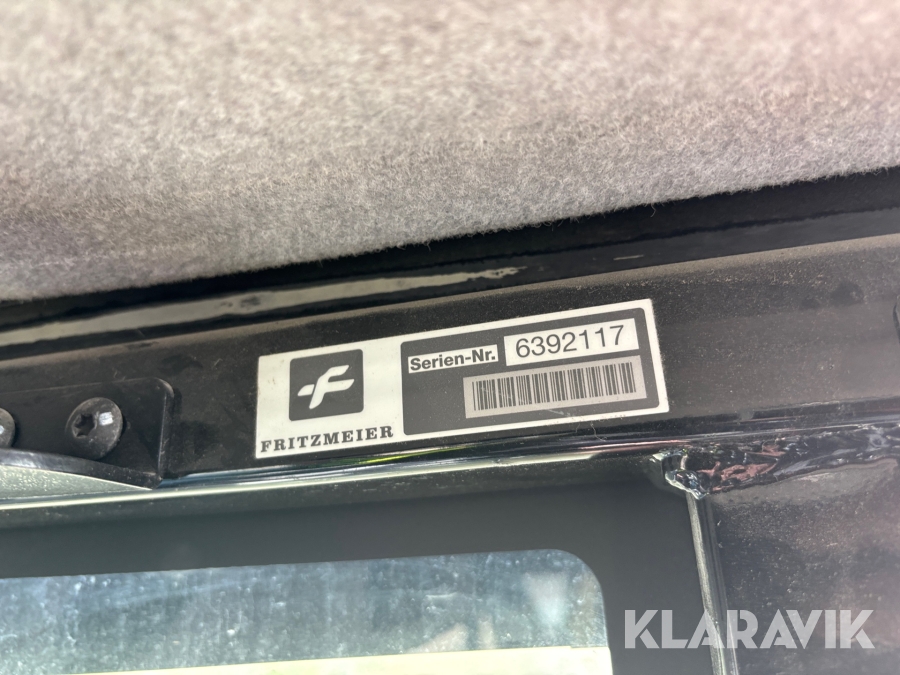 FRITZMEIER
Serien-Nr. 6392117
KLARAVIK